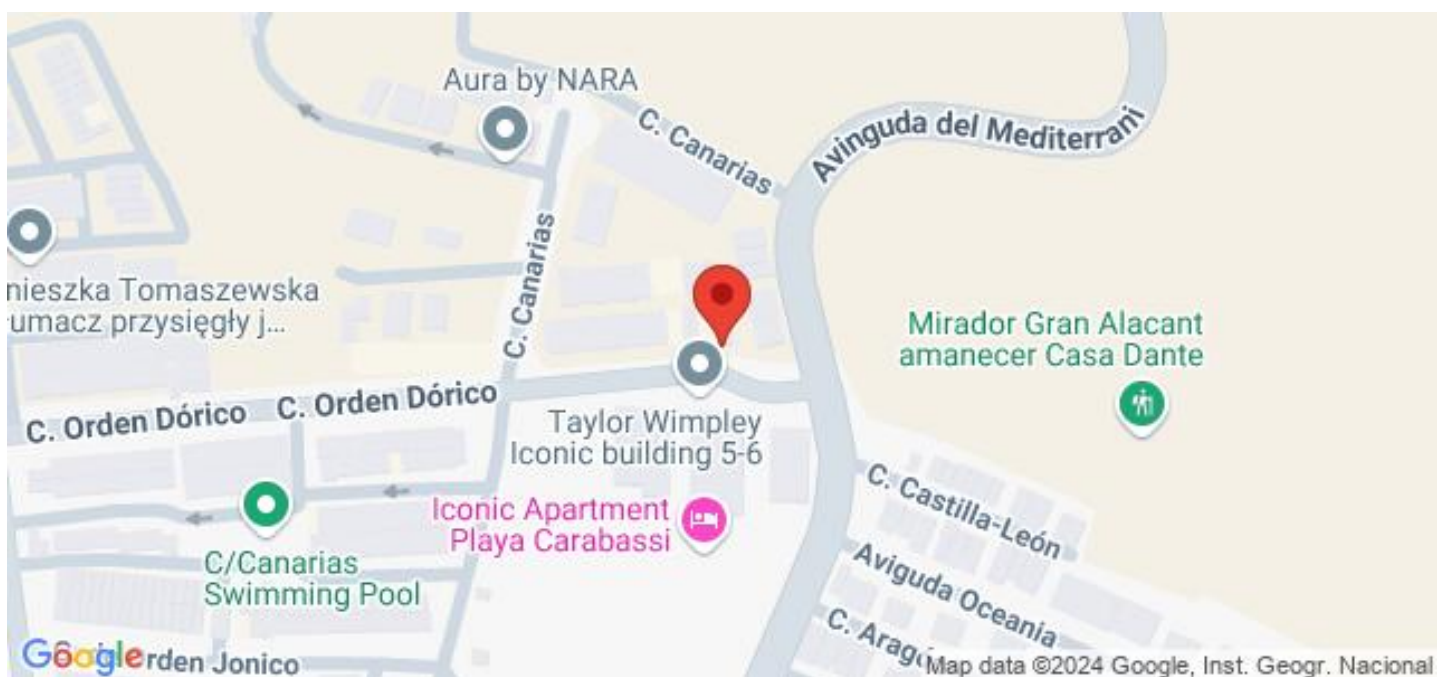 Aura by NARA
C. Canarias
Avinguda del Mediterrani
C. Canarias
nieszka Tomaszewska
umacz przysięgły j...
Mirador Gran Alacant
amanecer Casa Dante
C. Orden Dórico
C. Orden Dórico
Taylor Wimpley
Iconic building 5-6
C. Castilla-León
Iconic Apartment
Playa Carabassi
C/Canarias
Swimming Pool
Aviguda Oceania
C. Aragó
Google
rden Jonico
Map data ©2024 Google, Inst. Geogr. Nacional